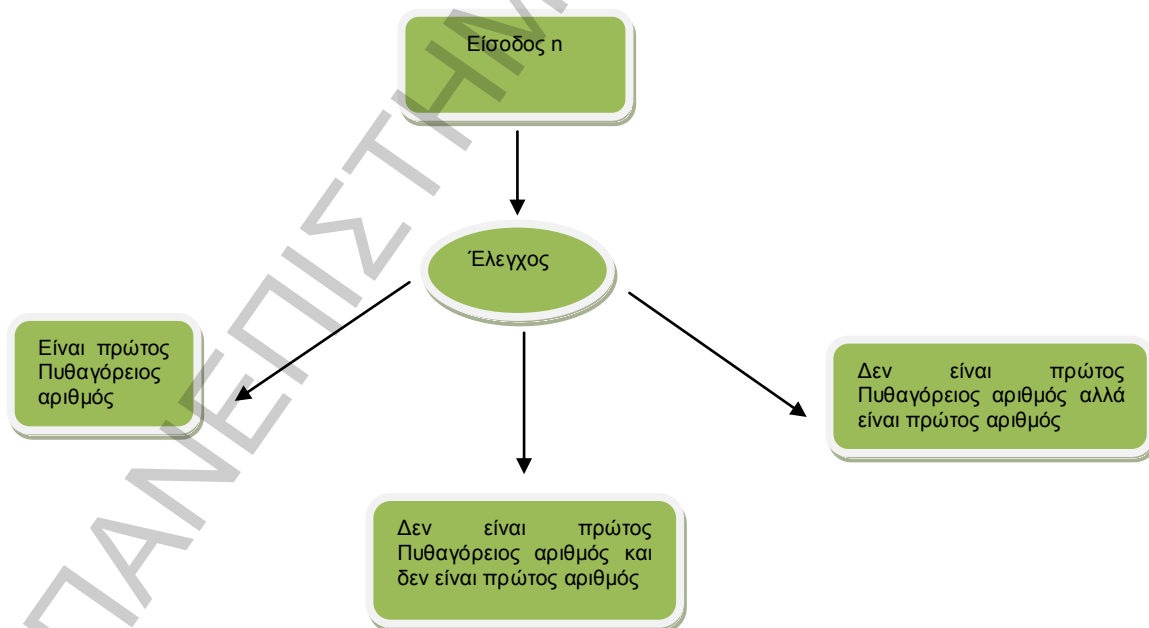 Είσοδος n
Έλεγχος
Είναι πρώτος
Πυθαγόρειος
αριθμός
Δεν είναι πρώτος
Πυθαγόρειος αριθμός αλλά
είναι πρώτος αριθμός
Δεν είναι πρώτος
Πυθαγόρειος αριθμός και
δεν είναι πρώτος αριθμός
ΠΑΝΕΠΙΣΤΗΜ